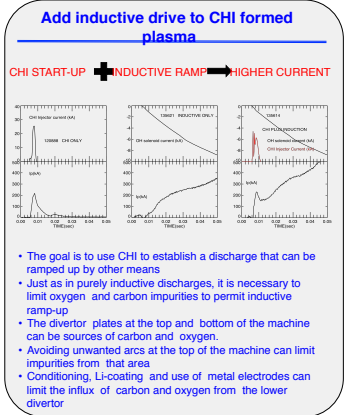 Add inductive drive to CHI formed
plasma
CHI START-UP INDUCTIVE RAMP HIGHER CURRENT
CHI Injector current (kA)
128888 CHI ONLY
Ip(kA)
TIME(sec)
INDUCTIVE ONLY
OH solenoid current (kA)
Ip(kA)
TIME(sec)
CHI PLUS INDUCTION
OH solenoid current (kA)
CHI Injector Current (kA)
Ip(kA)
TIME(sec)
• The goal is to use CHI to establish a discharge that can be
ramped up by other means
• Just as in purely inductive discharges, it is necessary to
limit oxygen and carbon impurities to permit inductive
ramp-up
• The divertor plates at the top and bottom of the machine
can be sources of carbon and oxygen.
• Avoiding unwanted arcs at the top of the machine can limit
impurities from that area
• Conditioning, Li-coating and use of metal electrodes can
limit the influx of carbon and oxygen from the lower
divertor